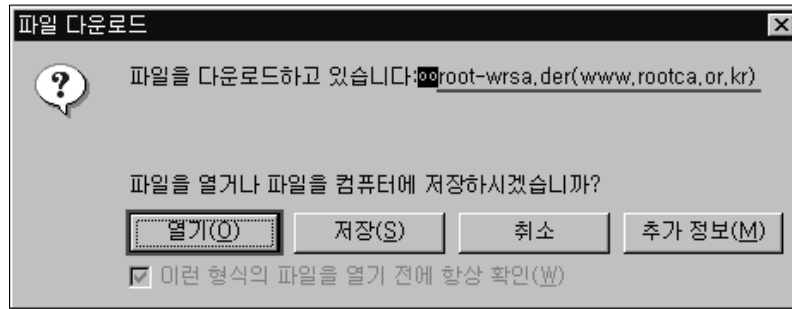 파일 다운로드
파일을 다운로드하고 있습니다:root-wrsa.der(www.rootca.or.kr)
파일을 열거나 파일을 컴퓨터에 저장하시겠습니까?
열기(O) 저장(S) 취소 추가 정보(M)
이런 형식의 파일을 열기 전에 항상 확인(W)